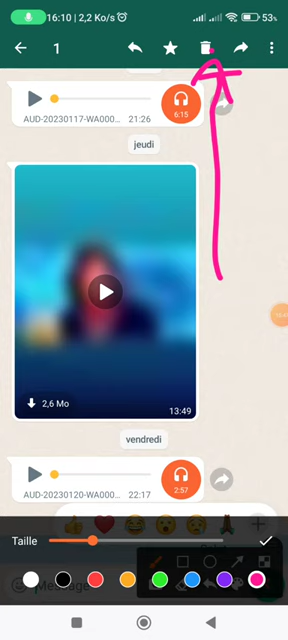 16:10 | 2,2 Ko/s
53%
1
6:15
AUD-20230117-WA000...
21:26
jeudi
2,6 Mo
13:49
vendredi
2:57
AUD-20230120-WA000...
22:17
Taille
Message